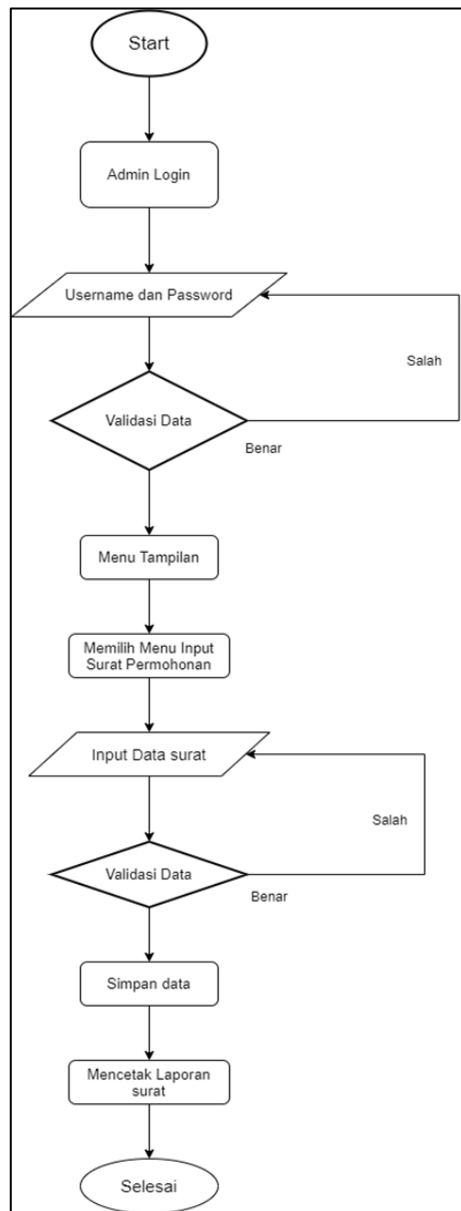 Start
Admin Login
Username dan Password
Salah
Validasi Data
Benar
Menu Tampilan
Memilih Menu Input
Surat Permohonan
Input Data surat
Salah
Validasi Data
Benar
Simpan data
Mencetak Laporan
surat
Selesai